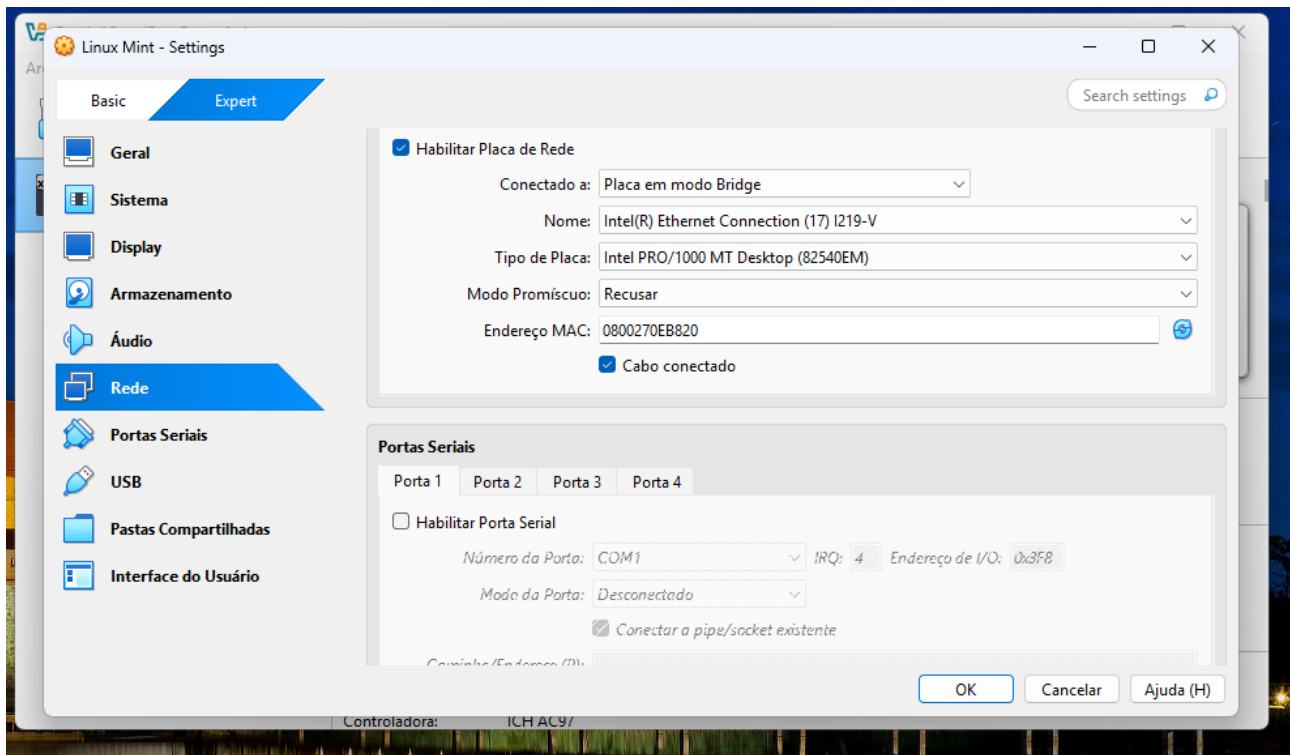 Linux Mint - Settings
Basic
Expert
Search settings
Geral
Sistema
Display
Armazenamento
Áudio
Rede
Portas Seriais
USB
Pastas Compartilhadas
Interface do Usuário
Habilitar Placa de Rede
Conectado a: Placa em modo Bridge
Nome: Intel(R) Ethernet Connection (17) I219-V
Tipo de Placa: Intel PRO/1000 MT Desktop (82540EM)
Modo Promíscuo: Recusar
Endereço MAC: 0800270EB820
Cabo conectado
Portas Seriais
Porta 1 Porta 2 Porta 3 Porta 4
Habilitar Porta Serial
Número da Porta: COM1 IRQ: 4 Endereço de I/O: 0x3F8
Modo da Porta: Desconectado
Conectar a pipe/socket existente
OK Cancelar Ajuda (H)
Controladora: ICH AC97